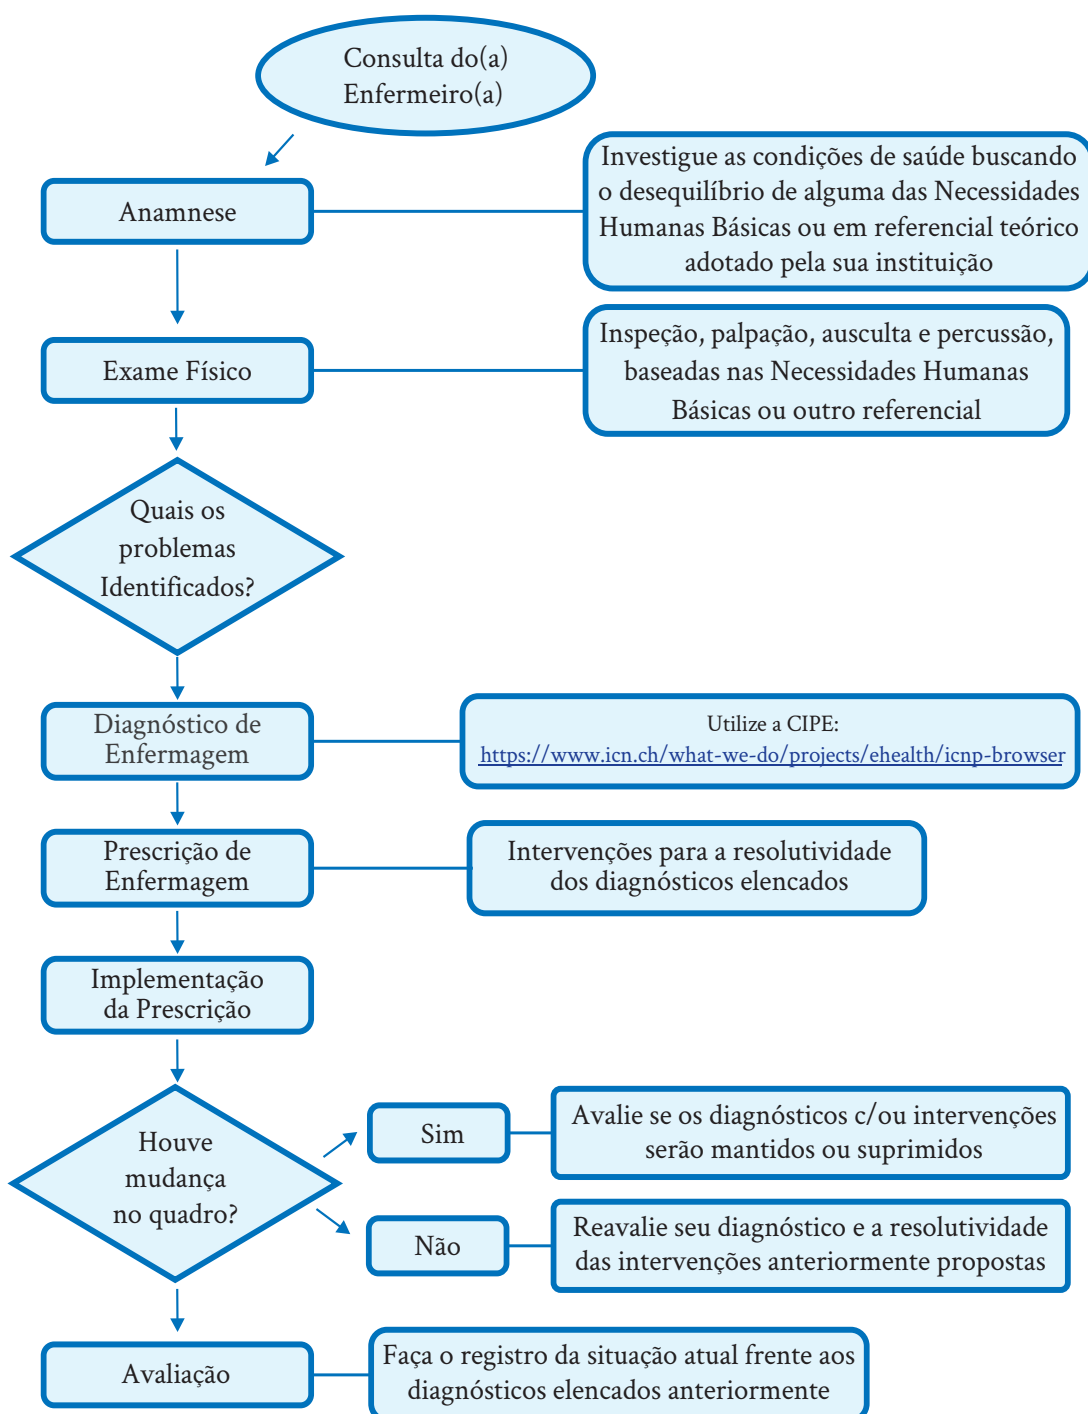 Consulta do(a)
Enfermeiro(a)
Anamnese
Investigue as condições de saúde buscando
o desequilíbrio de alguma das Necessidades
Humanas Básicas ou em referencial teórico
adotado pela sua instituição
Exame Físico
Inspeção, palpação, ausculta e percussão,
baseadas nas Necessidades Humanas
Básicas ou outro referencial
Quais os
problemas
Identificados?
Diagnóstico de
Enfermagem
Utilize a CIPE:
https://www.icn.ch/what-we-do/projects/ehealth/icnp-browser
Prescrição de
Enfermagem
Intervenções para a resolutividade
dos diagnósticos elencados
Implementação
da Prescrição
Houve
mudança
no quadro?
Sim
Avalie se os diagnósticos c/ou intervenções
serão mantidos ou suprimidos
Não
Reavalie seu diagnóstico e a resolutividade
das intervenções anteriormente propostas
Avaliação
Faça o registro da situação atual frente aos
diagnósticos elencados anteriormente